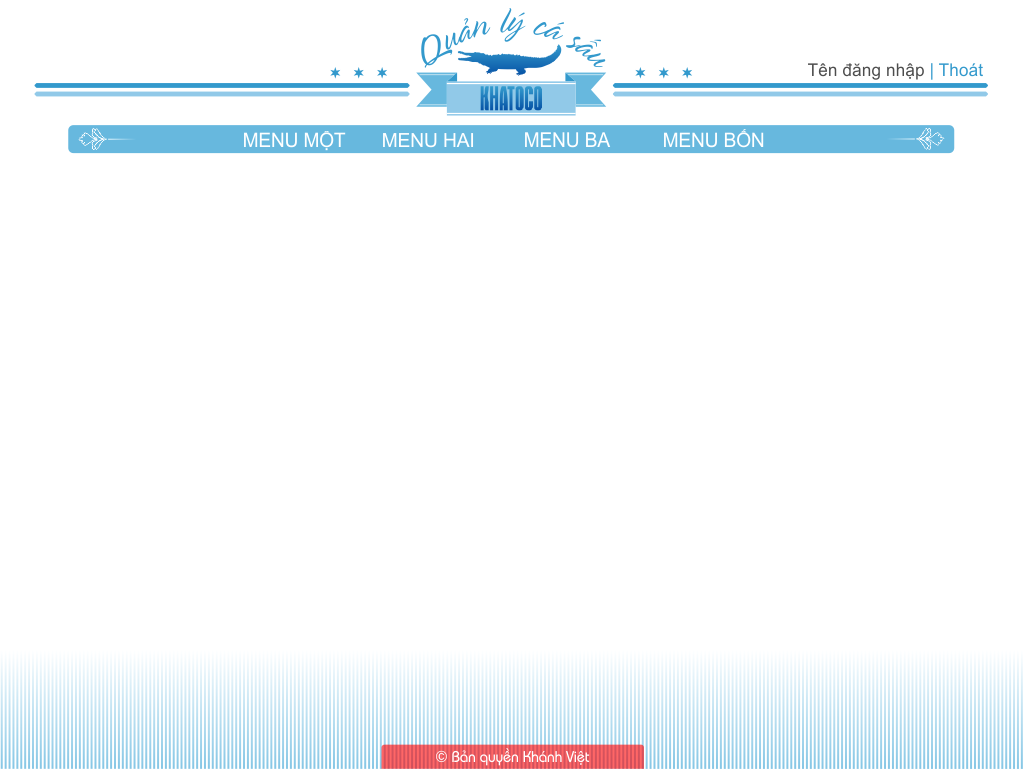 Quản lý cá sấu
KHATOCO
Tên đăng nhập | Thoát
MENU MỘT MENU HAI MENU BA MENU BỐN
© Bản quyền Khánh Việt